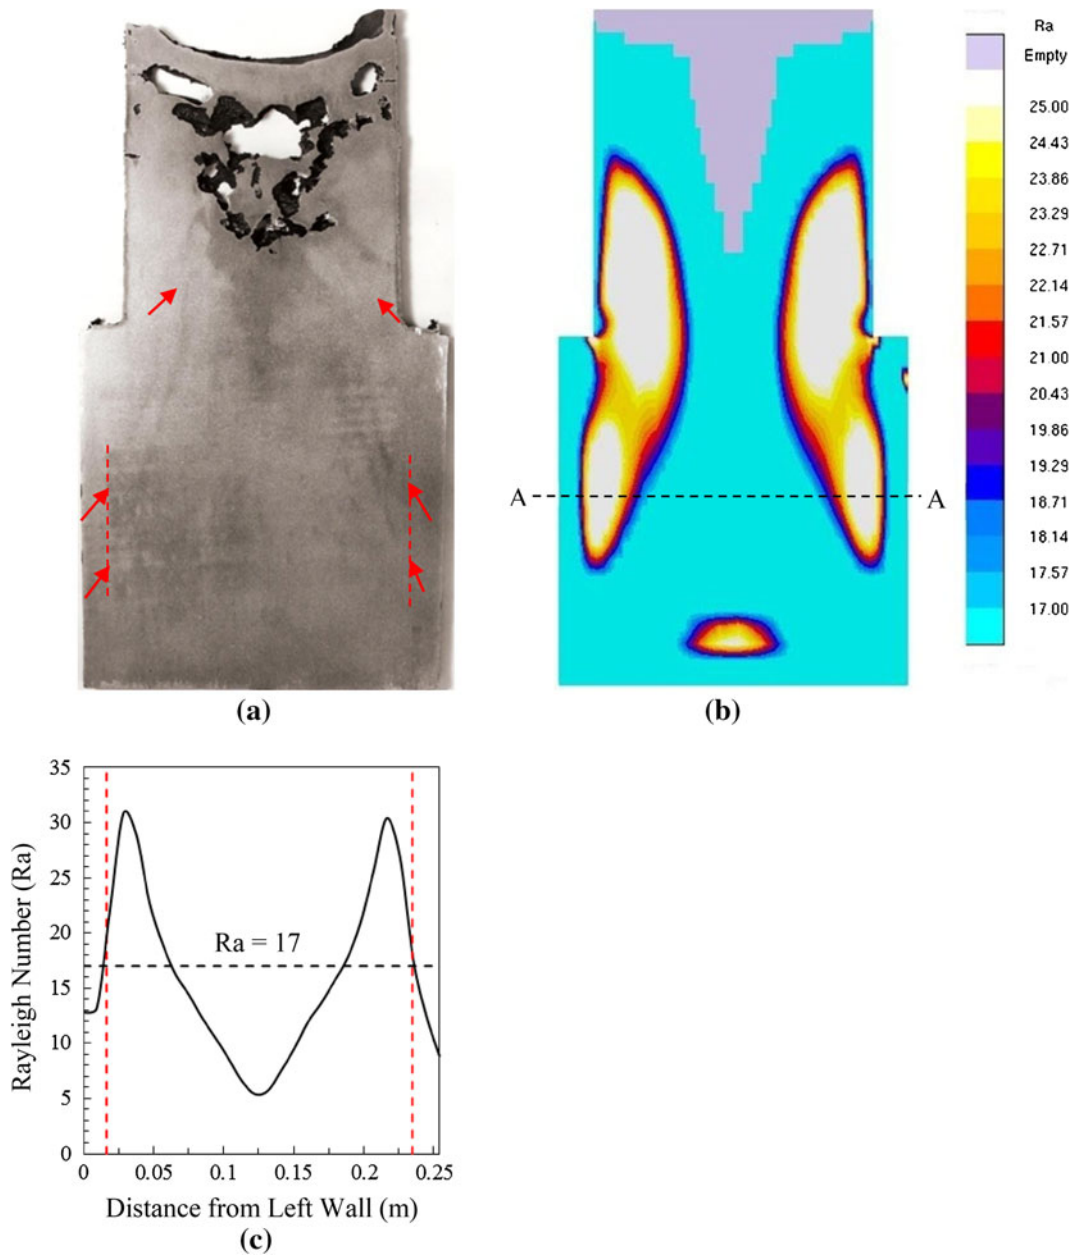 Ra
Empty
25.00
24.43
23.86
23.29
22.71
22.14
21.57
21.00
20.43
19.86
19.29
18.71
18.14
17.57
17.00
A
A
(a)
(b)
35
30
25
20
15
10
5
0
Rayleigh Number (Ra)
Ra = 17
0
0.05
0.1
0.15
0.2
0.25
Distance from Left Wall (m)
(c)